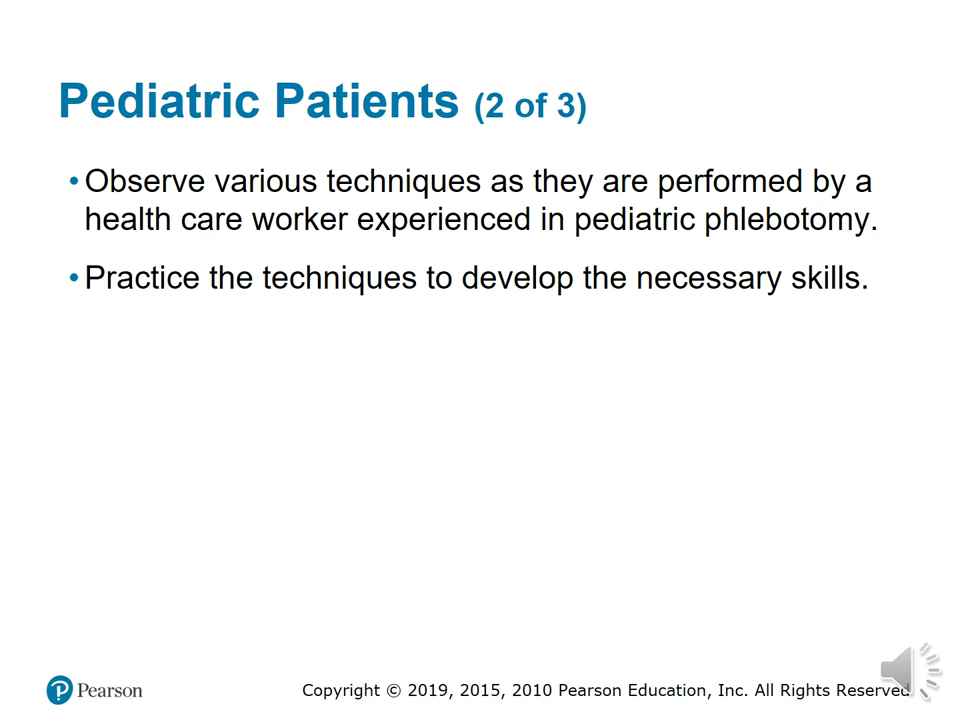 Pediatric Patients (2 of 3)
• Observe various techniques as they are performed by a
health care worker experienced in pediatric phlebotomy.
• Practice the techniques to develop the necessary skills.
Pearson
Copyright © 2019, 2015, 2010 Pearson Education, Inc. All Rights Reserved